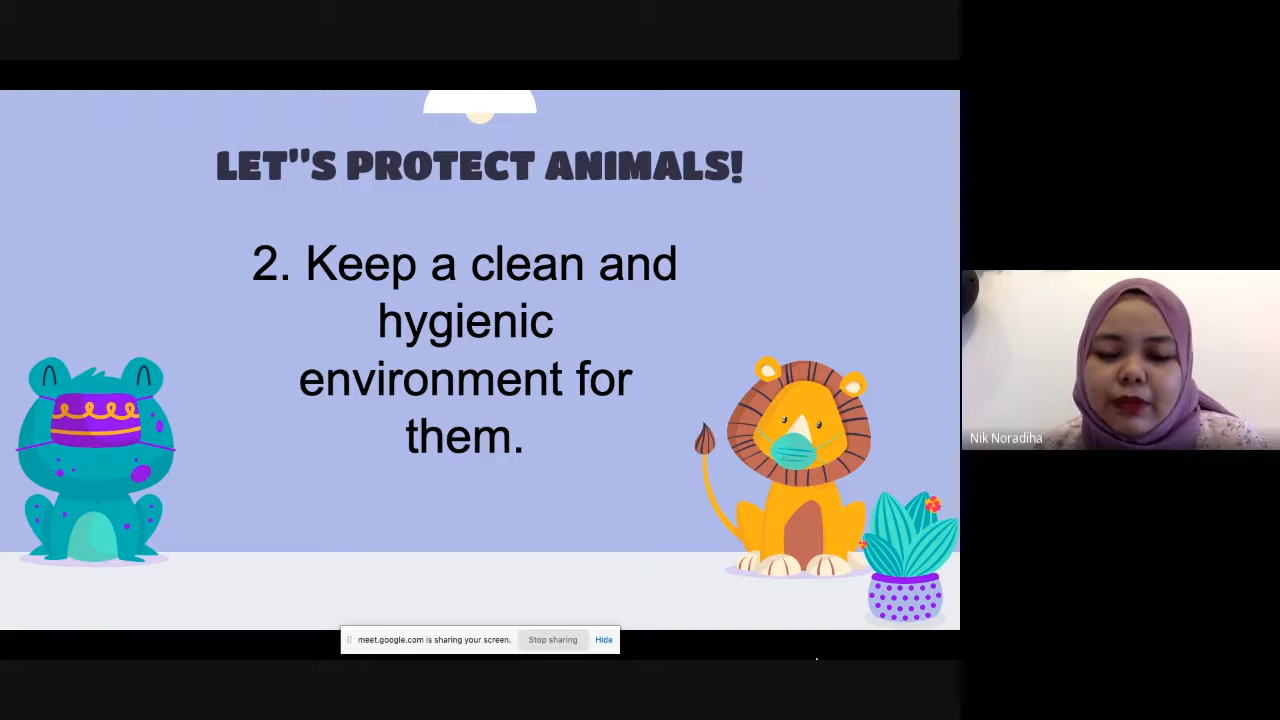 LET"S PROTECT ANIMALS!
2. Keep a clean and
hygienic
environment for
them.
Nik Noradiha
meet.google.com is sharing your screen. Stop sharing Hide